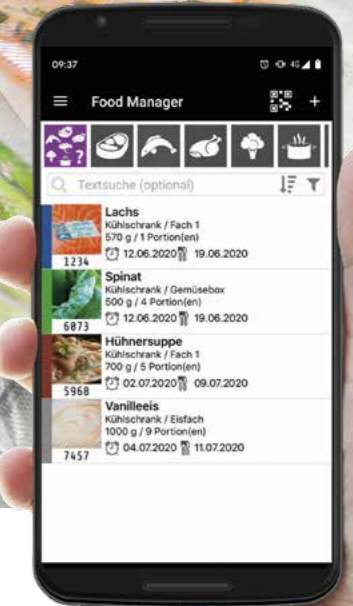 09:37
4G
Food Manager
Textsuche (optional)
Lachs
Kühlschrank / Fach 1
570 g / 1 Portion(en)
12.06.2020 19.06.2020
1234
Spinat
Kühlschrank / Gemüsebox
500 g / 4 Portion(en)
12.06.2020 19.06.2020
6073
Hühnersuppe
Kühlschrank / Fach 1
700 g / 5 Portion(en)
02.07.2020 09.07.2020
5968
Vanilleeis
Kühlschrank / Eisfach
1000 g / 9 Portion(en)
04.07.2020 11.07.2020
7457